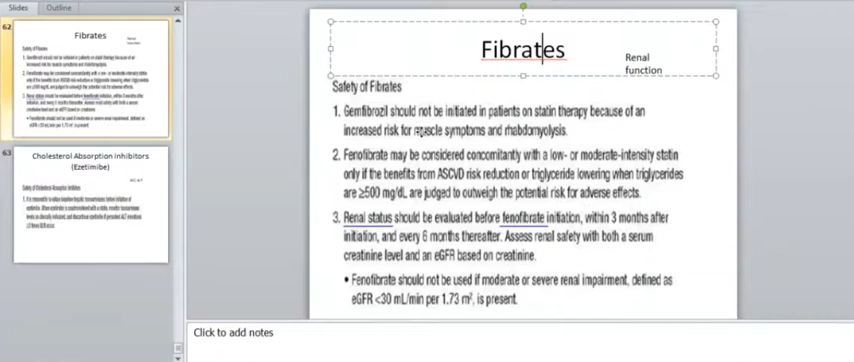 Slides
Outline
62
Fibrates
Safety of Fibrates
63
Cholesterol Absorption Inhibitors
(Ezetimibe)
Fibrates
Renal
function
Safety of Fibrates
1. Gemfibrozil should not be initiated in patients on statin therapy because of an
increased risk for muscle symptoms and rhabdomyolysis.
2. Fenofibrate may be considered concomitantly with a low- or moderate-intensity statin
only if the benefits from ASCVD risk reduction or triglyceride lowering when triglycerides
are ≥500 mg/dL are judged to outweigh the potential risk for adverse effects.
3. Renal status should be evaluated before fenofibrate initiation, within 3 months after
initiation, and every 6 months thereafter. Assess renal safety with both a serum
creatinine level and an eGFR based on creatinine.
• Fenofibrate should not be used if moderate or severe renal impairment, defined as
eGFR <30 mL/min per 1.73 m², is present.
Click to add notes